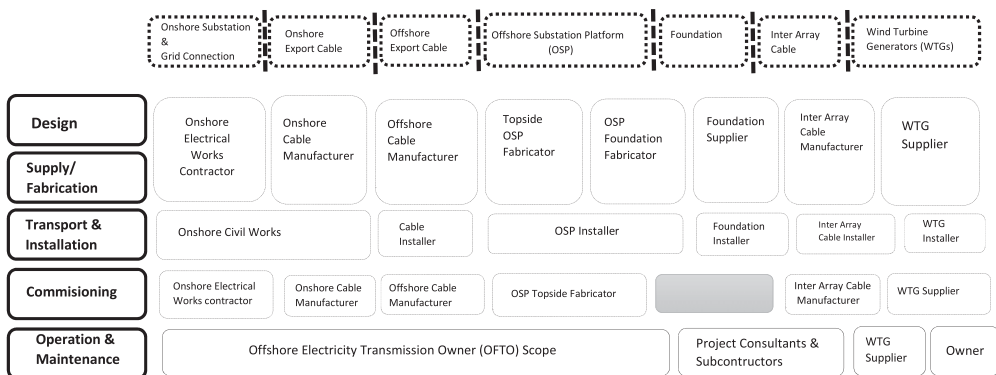 Onshore Substation
&
Grid Connection
Onshore
Export Cable
Offshore
Export Cable
Offshore Substation Platform
(OSP)
Foundation
Inter Array
Cable
Wind Turbine
Generators (WTGs)
Design
Supply/
Fabrication
Onshore
Electrical
Works
Contractor
Onshore
Cable
Manufacturer
Offshore
Cable
Manufacturer
Topside
OSP
Fabricator
OSP
Foundation
Fabricator
Foundation
Supplier
Inter Array
Cable
Manufacturer
WTG
Supplier
Transport &
Installation
Onshore Civil Works
Cable
Installer
OSP Installer
Foundation
Installer
Inter Array
Cable Installer
WTG
Installer
Commisioning
Onshore Electrical
Works contractor
Onshore Cable
Manufacturer
Offshore Cable
Manufacturer
OSP Topside Fabricator
Inter Array Cable
Manufacturer
WTG Supplier
Operation &
Maintenance
Offshore Electricity Transmission Owner (OFTO) Scope
Project Consultants &
Subcontructors
WTG
Supplier
Owner